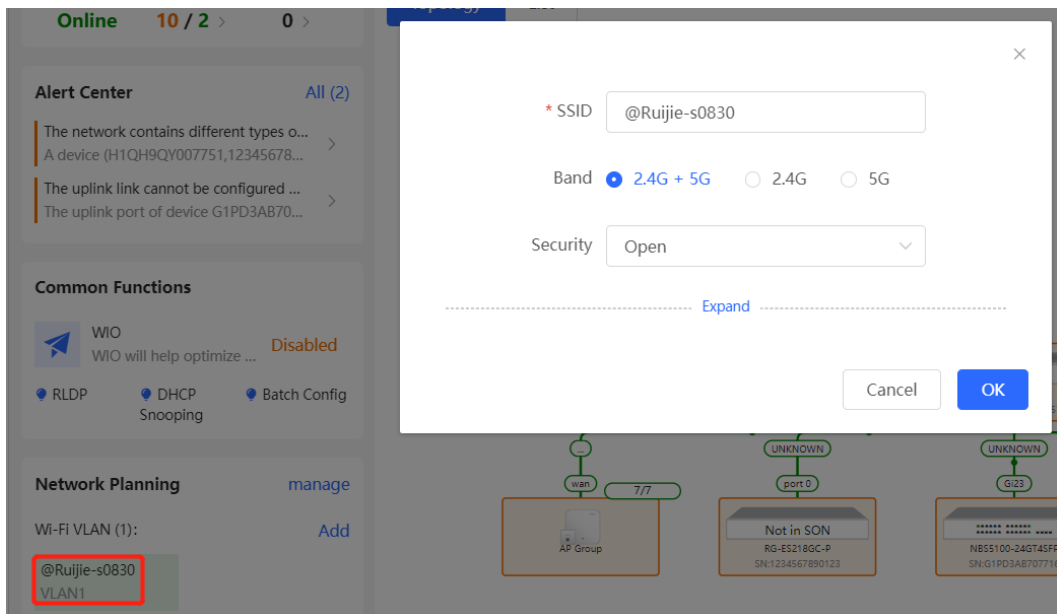 Online 10 / 2 > 0 >
Alert Center All (2)
The network contains different types o...
A device (H1QH9QY007751,12345678...
The uplink link cannot be configured ...
The uplink port of device G1PD3AB70...
Common Functions
WIO
WIO will help optimize ... Disabled
RLDP DHCP Snooping Batch Config
Network Planning manage
Wi-Fi VLAN (1): Add
@Ruijie-s0830
VLAN1
Topology
* SSID @Ruijie-s0830
Band 2.4G + 5G 2.4G 5G
Security Open
Expand
Cancel OK
... UNKNOWN UNKNOWN
wan 7/7 port 0 Gi23
AP Group
Not in SON
RG-ES218GC-P
SN:1234567890123
NBS5100-24GT4SFP
SN:G1PD3AB707716